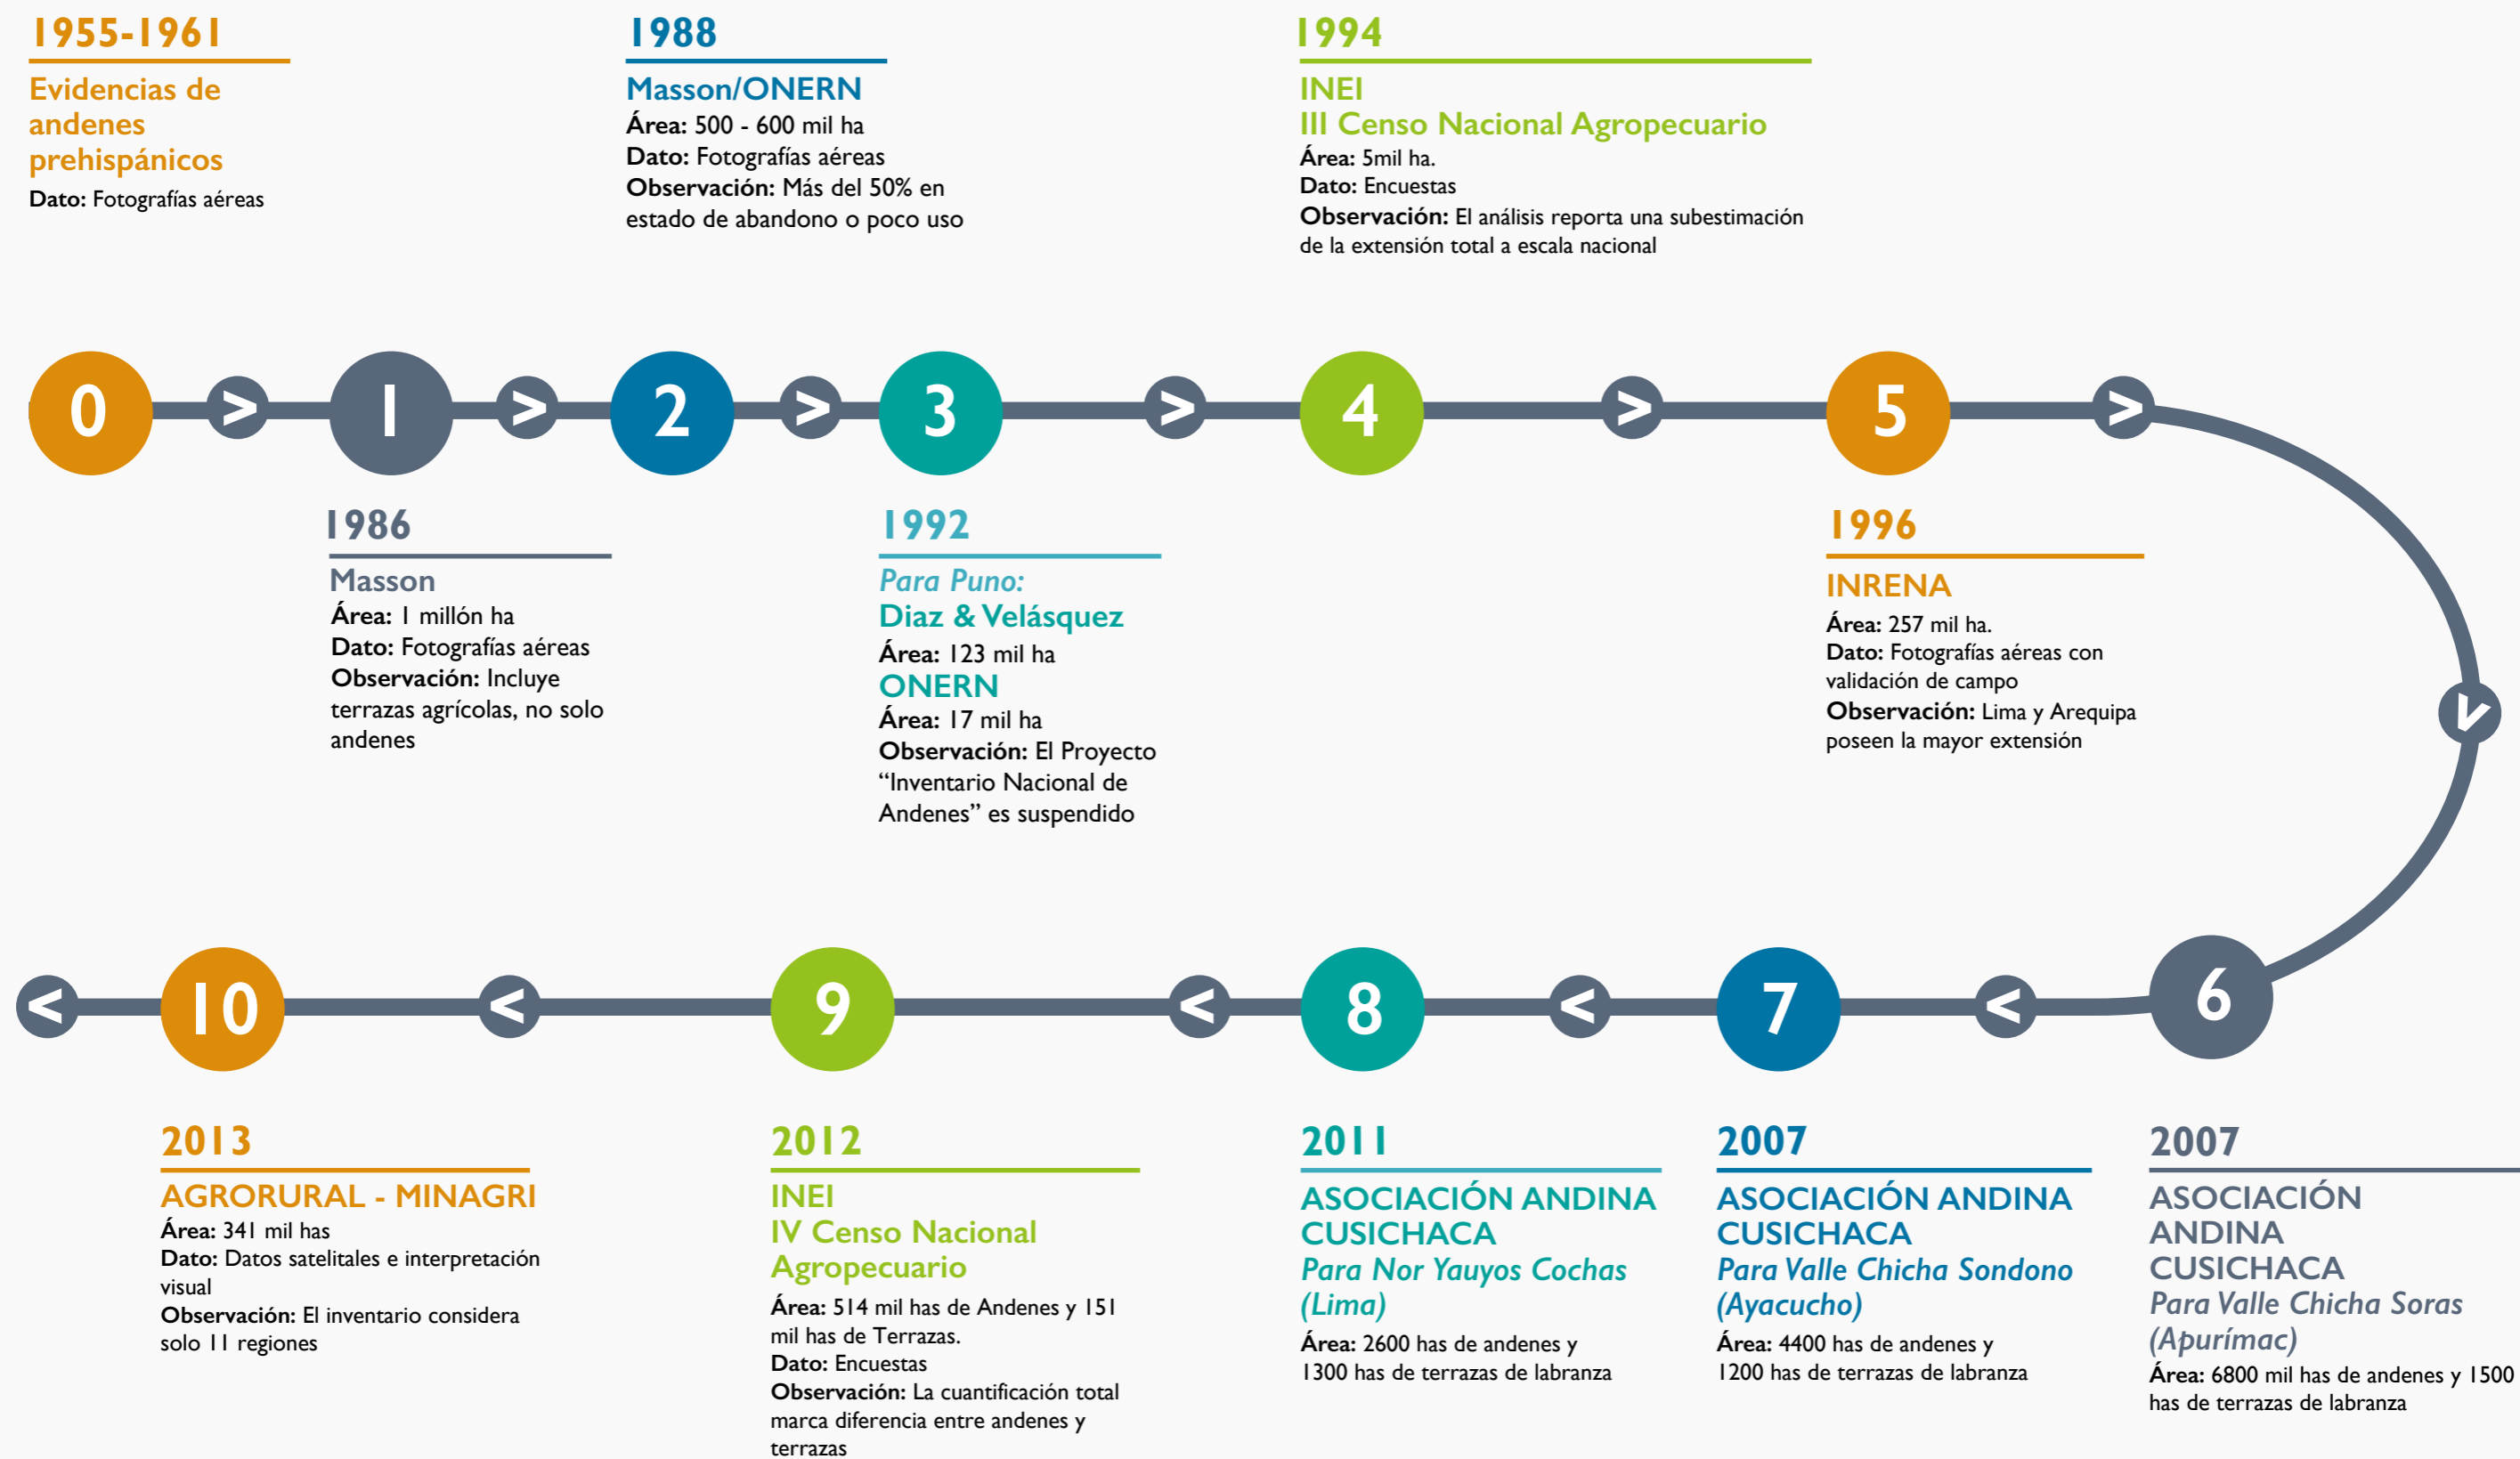 1955-1961
Evidencias de
andenes
prehispánicos
Dato: Fotografías aéreas
1988
Masson/ONERN
Área: 500 - 600 mil ha
Dato: Fotografías aéreas
Observación: Más del 50% en
estado de abandono o poco uso
1994
INEI
III Censo Nacional Agropecuario
Área: 5mil ha.
Dato: Encuestas
Observación: El análisis reporta una subestimación
de la extensión total a escala nacional
0 > 1 > 2 > 3 > 4 > 5 >
1986
Masson
Área: 1 millón ha
Dato: Fotografías aéreas
Observación: Incluye
terrazas agrícolas, no solo
andenes
1992
Para Puno:
Diaz & Velásquez
Área: 123 mil ha
ONERN
Área: 17 mil ha
Observación: El Proyecto
“Inventario Nacional de
Andenes” es suspendido
1996
INRENA
Área: 257 mil ha.
Dato: Fotografías aéreas con
validación de campo
Observación: Lima y Arequipa
poseen la mayor extensión
>
< 10 < 9 < 8 < 7 < 6
2013
AGRORURAL - MINAGRI
Área: 341 mil has
Dato: Datos satelitales e interpretación
visual
Observación: El inventario considera
solo 11 regiones
2012
INEI
IV Censo Nacional
Agropecuario
Área: 514 mil has de Andenes y 151
mil has de Terrazas.
Dato: Encuestas
Observación: La cuantificación total
marca diferencia entre andenes y
terrazas
2011
ASOCIACIÓN ANDINA
CUSICHACA
Para Nor Yauyos Cochas
(Lima)
Área: 2600 has de andenes y
1300 has de terrazas de labranza
2007
ASOCIACIÓN ANDINA
CUSICHACA
Para Valle Chicha Sondono
(Ayacucho)
Área: 4400 has de andenes y
1200 has de terrazas de labranza
2007
ASOCIACIÓN
ANDINA
CUSICHACA
Para Valle Chicha Soras
(Apurímac)
Área: 6800 mil has de andenes y 1500
has de terrazas de labranza